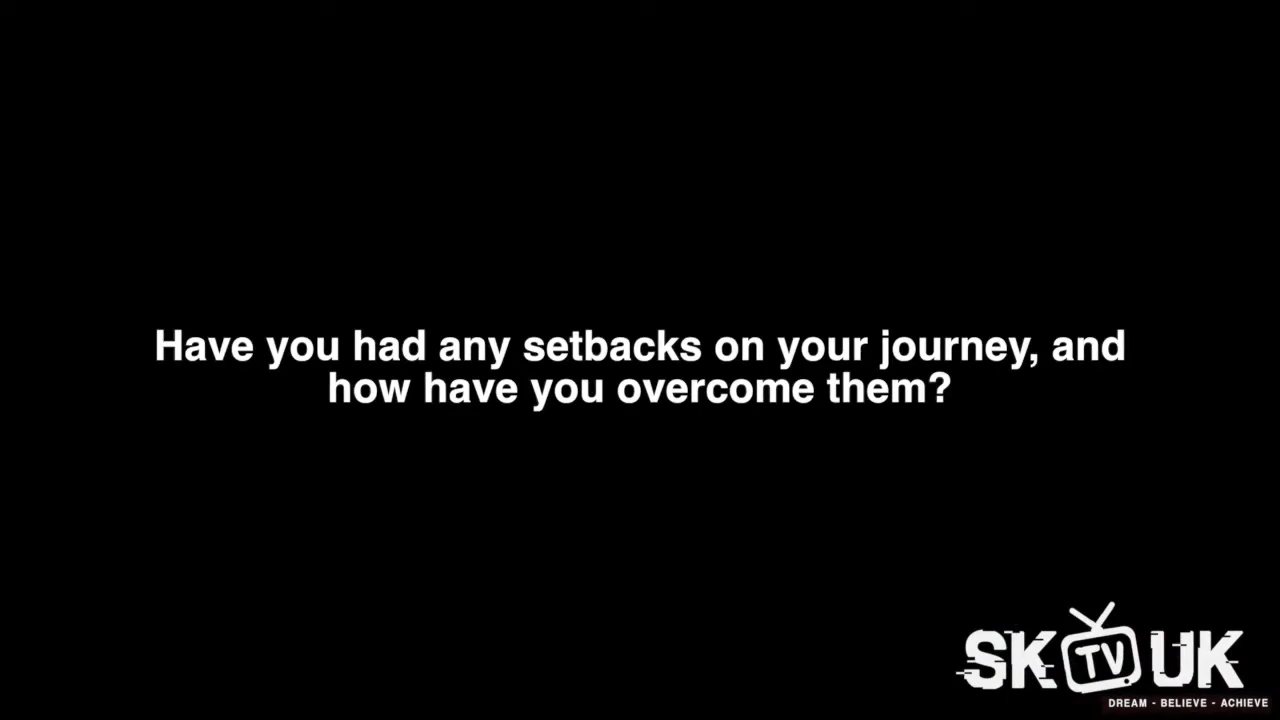 Have you had any setbacks on your journey, and
how have you overcome them?
SK TV UK
DREAM - BELIEVE - ACHIEVE